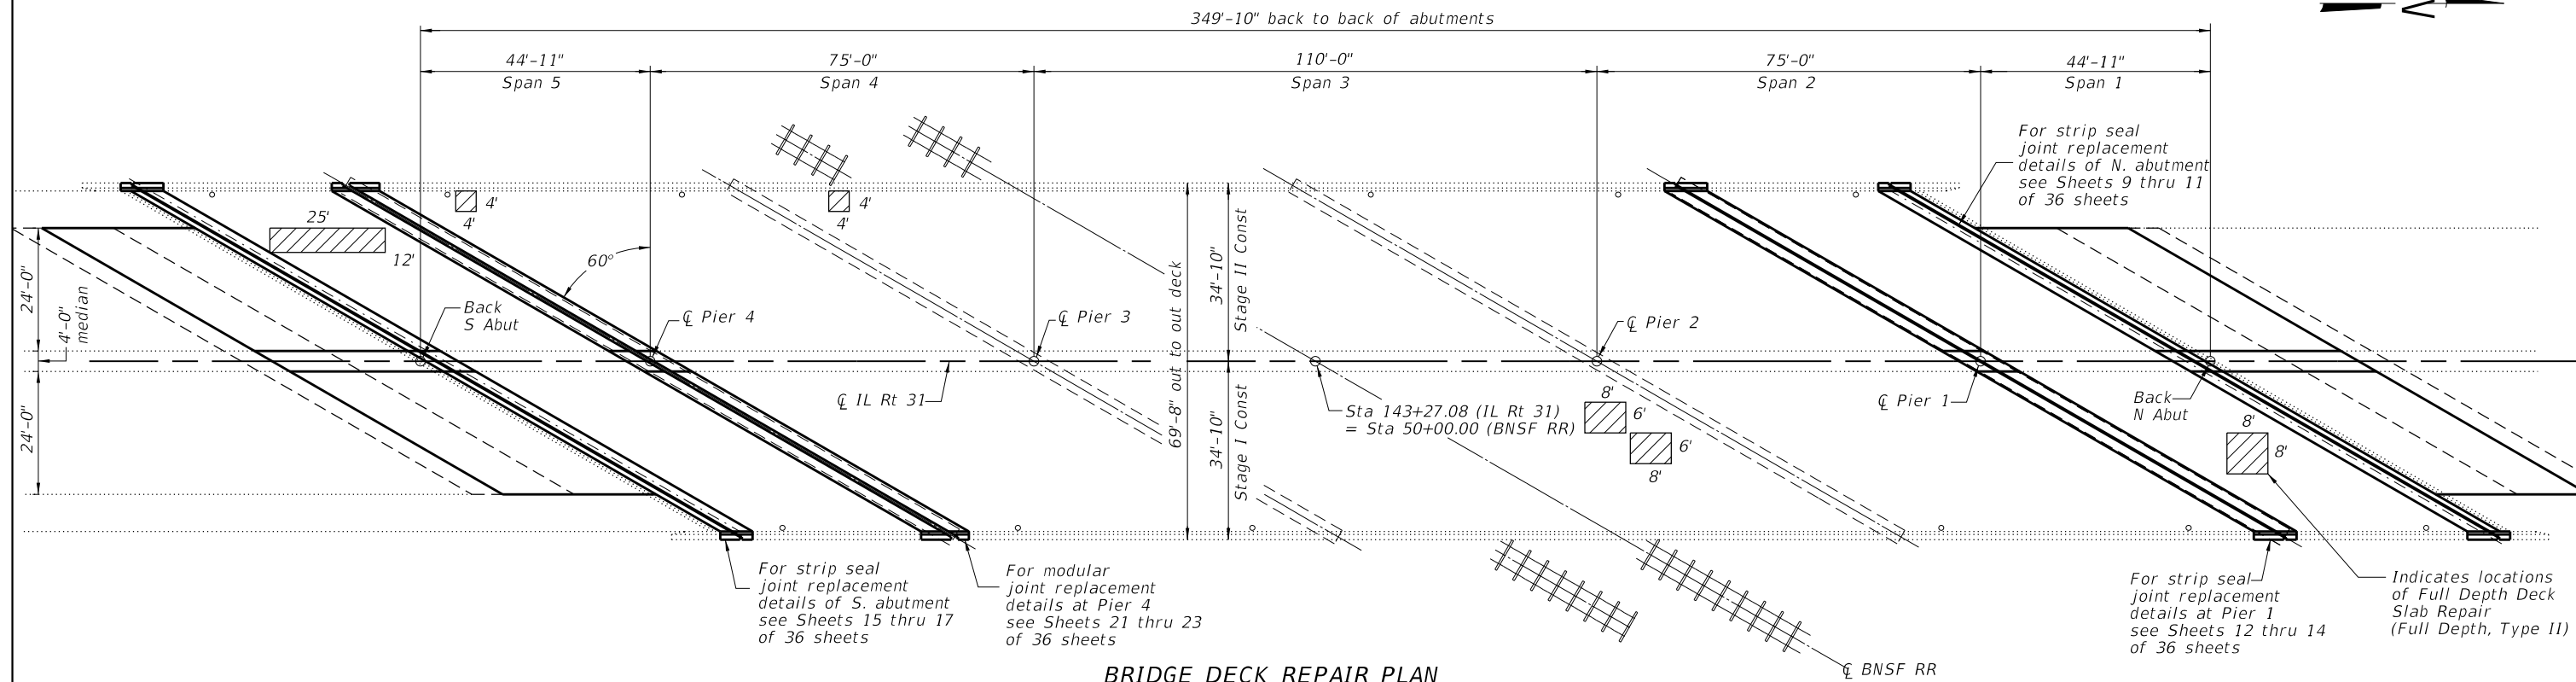 349'-10" back to back of abutments
44'-11"
75'-0"
110'-0"
75'-0"
44'-11"
Span 5
Span 4
Span 3
Span 2
Span 1
For strip seal
joint replacement
details of N. abutment
see Sheets 9 thru 11
of 36 sheets
4'
4'
4'
4'
25'
12'
60°
24'-0"
4'-0"
median
24'-0"
Back
S Abut
℄ Pier 4
℄ Pier 3
69'-8" out to out deck
34'-10"
Stage II Const
34'-10"
Stage I Const
℄ Pier 2
℄ IL Rt 31
Sta 143+27.08 (IL Rt 31)
= Sta 50+00.00 (BNSF RR)
8'
6'
6'
8'
℄ Pier 1
Back
N Abut
8'
8'
For strip seal
joint replacement
details of S. abutment
see Sheets 15 thru 17
of 36 sheets
For modular
joint replacement
details at Pier 4
see Sheets 21 thru 23
of 36 sheets
For strip seal
joint replacement
details at Pier 1
see Sheets 12 thru 14
of 36 sheets
Indicates locations
of Full Depth Deck
Slab Repair
(Full Depth, Type II)
℄ BNSF RR
BRIDGE DECK REPAIR PLAN